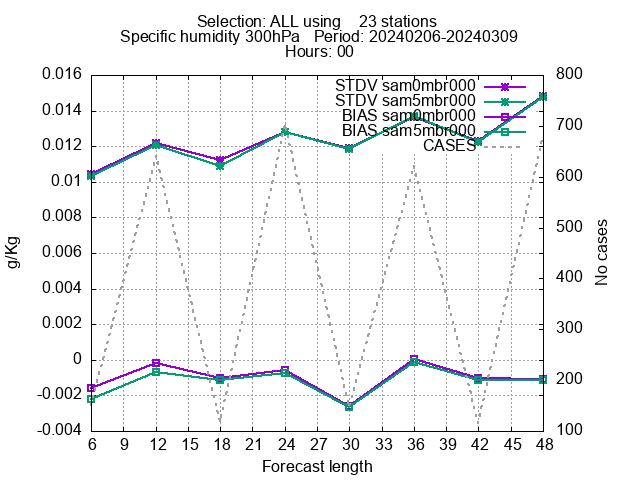 Selection: ALL using    23 stations
Specific humidity 300hPa   Period: 20240206-20240309
Hours: 00
STDV sam0mbr000
STDV sam5mbr000
BIAS sam0mbr000
BIAS sam5mbr000
CASES
g/Kg
0.016
0.014
0.012
0.01
0.008
0.006
0.004
0.002
0
-0.002
-0.004
No cases
800
700
600
500
400
300
200
100
6 9 12 15 18 21 24 27 30 33 36 39 42 45 48
Forecast length